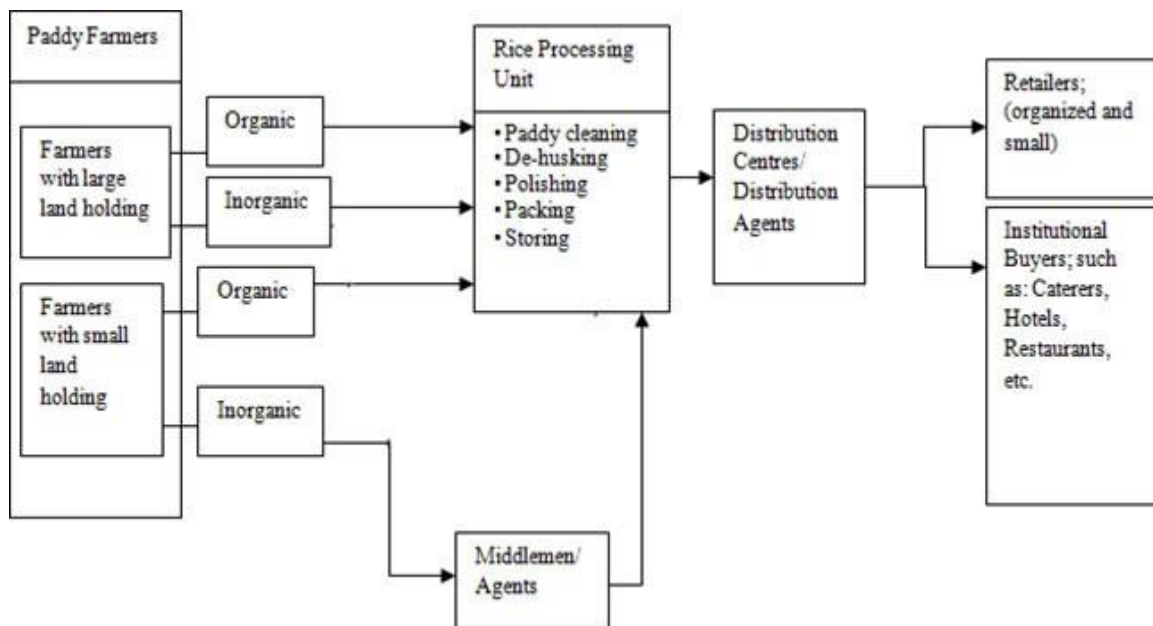 Paddy Farmers
Farmers
with large
land holding
Farmers
with small
land
holding
Organic
Inorganic
Organic
Inorganic
Middlemen/
Agents
Rice Processing
Unit
• Paddy cleaning
• De-husking
• Polishing
• Packing
• Storing
Distribution
Centres/
Distribution
Agents
Retailers;
(organized and
small)
Institutional
Buyers; such
as: Caterers,
Hotels,
Restaurants,
etc.